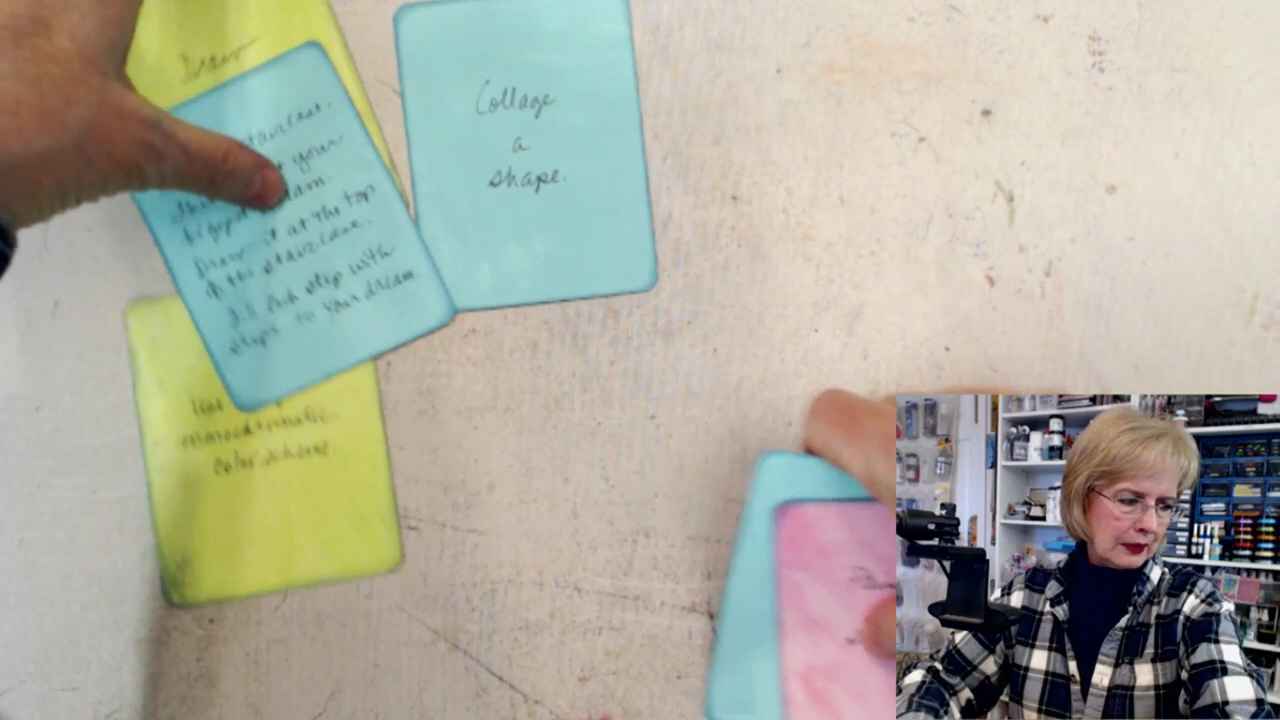 Draw
staircase.
your
Draw it at the top
of the staircase.
Fill each step with
steps to your dream.
Collage
a
shape.
monochromatic
color scheme.